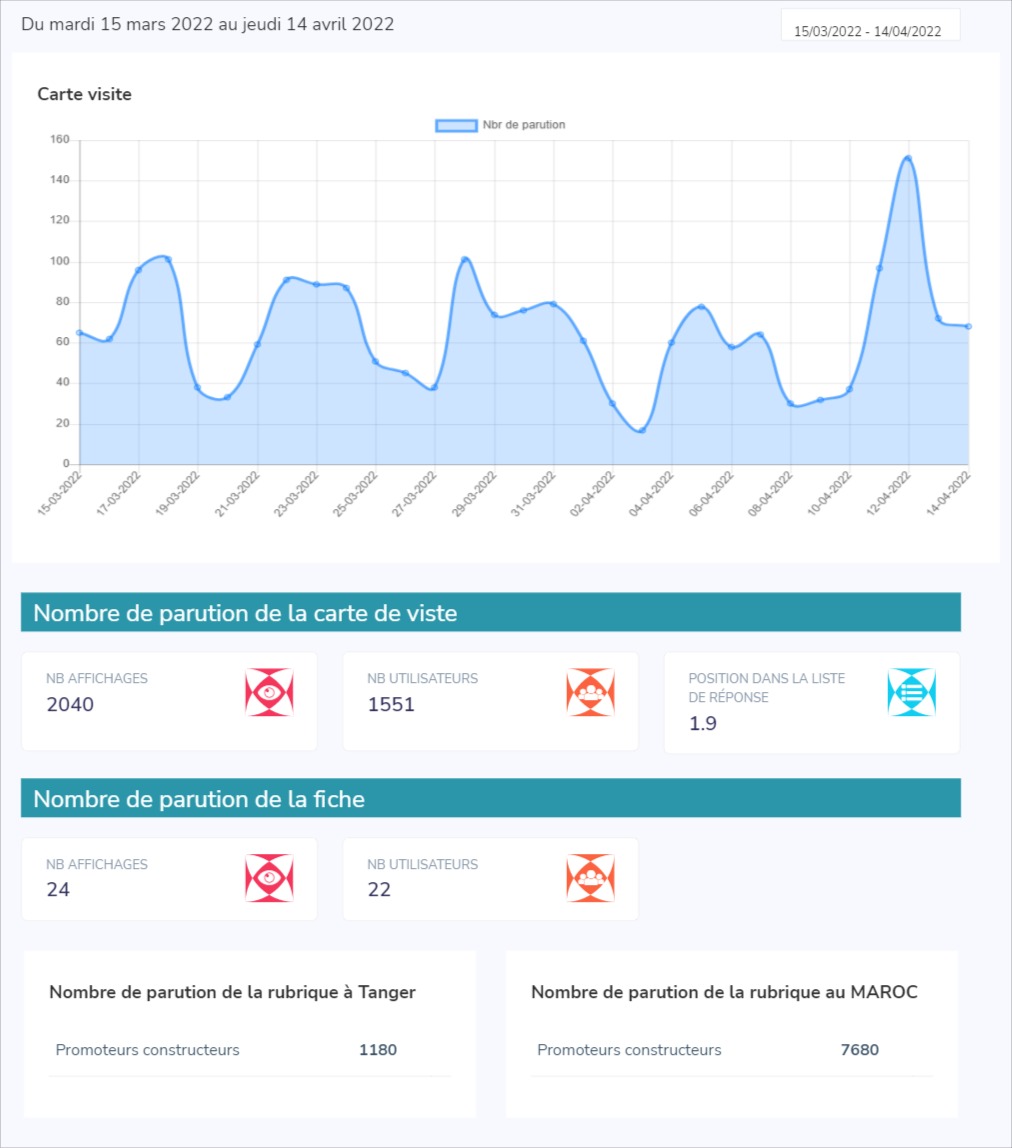 Du mardi 15 mars 2022 au jeudi 14 avril 2022
15/03/2022 - 14/04/2022
Carte visite
Nbr de parution
160
140
120
100
80
60
40
20
0
15-03-2022
17-03-2022
19-03-2022
21-03-2022
23-03-2022
25-03-2022
27-03-2022
29-03-2022
31-03-2022
02-04-2022
04-04-2022
06-04-2022
08-04-2022
10-04-2022
12-04-2022
14-04-2022
Nombre de parution de la carte de viste
NB AFFICHAGES
2040
NB UTILISATEURS
1551
POSITION DANS LA LISTE
DE RÉPONSE
1.9
Nombre de parution de la fiche
NB AFFICHAGES
24
NB UTILISATEURS
22
Nombre de parution de la rubrique à Tanger
Promoteurs constructeurs 1180
Nombre de parution de la rubrique au MAROC
Promoteurs constructeurs 7680